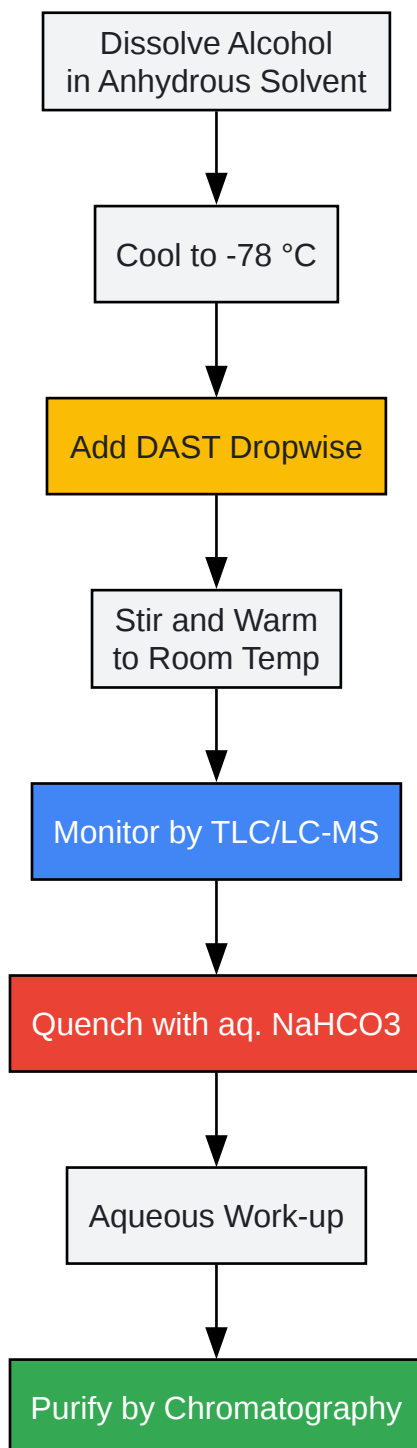 Dissolve Alcohol
in Anhydrous Solvent
Cool to -78 °C
Add DAST Dropwise
Stir and Warm
to Room Temp
Monitor by TLC/LC-MS
Quench with aq. NaHCO3
Aqueous Work-up
Purify by Chromatography